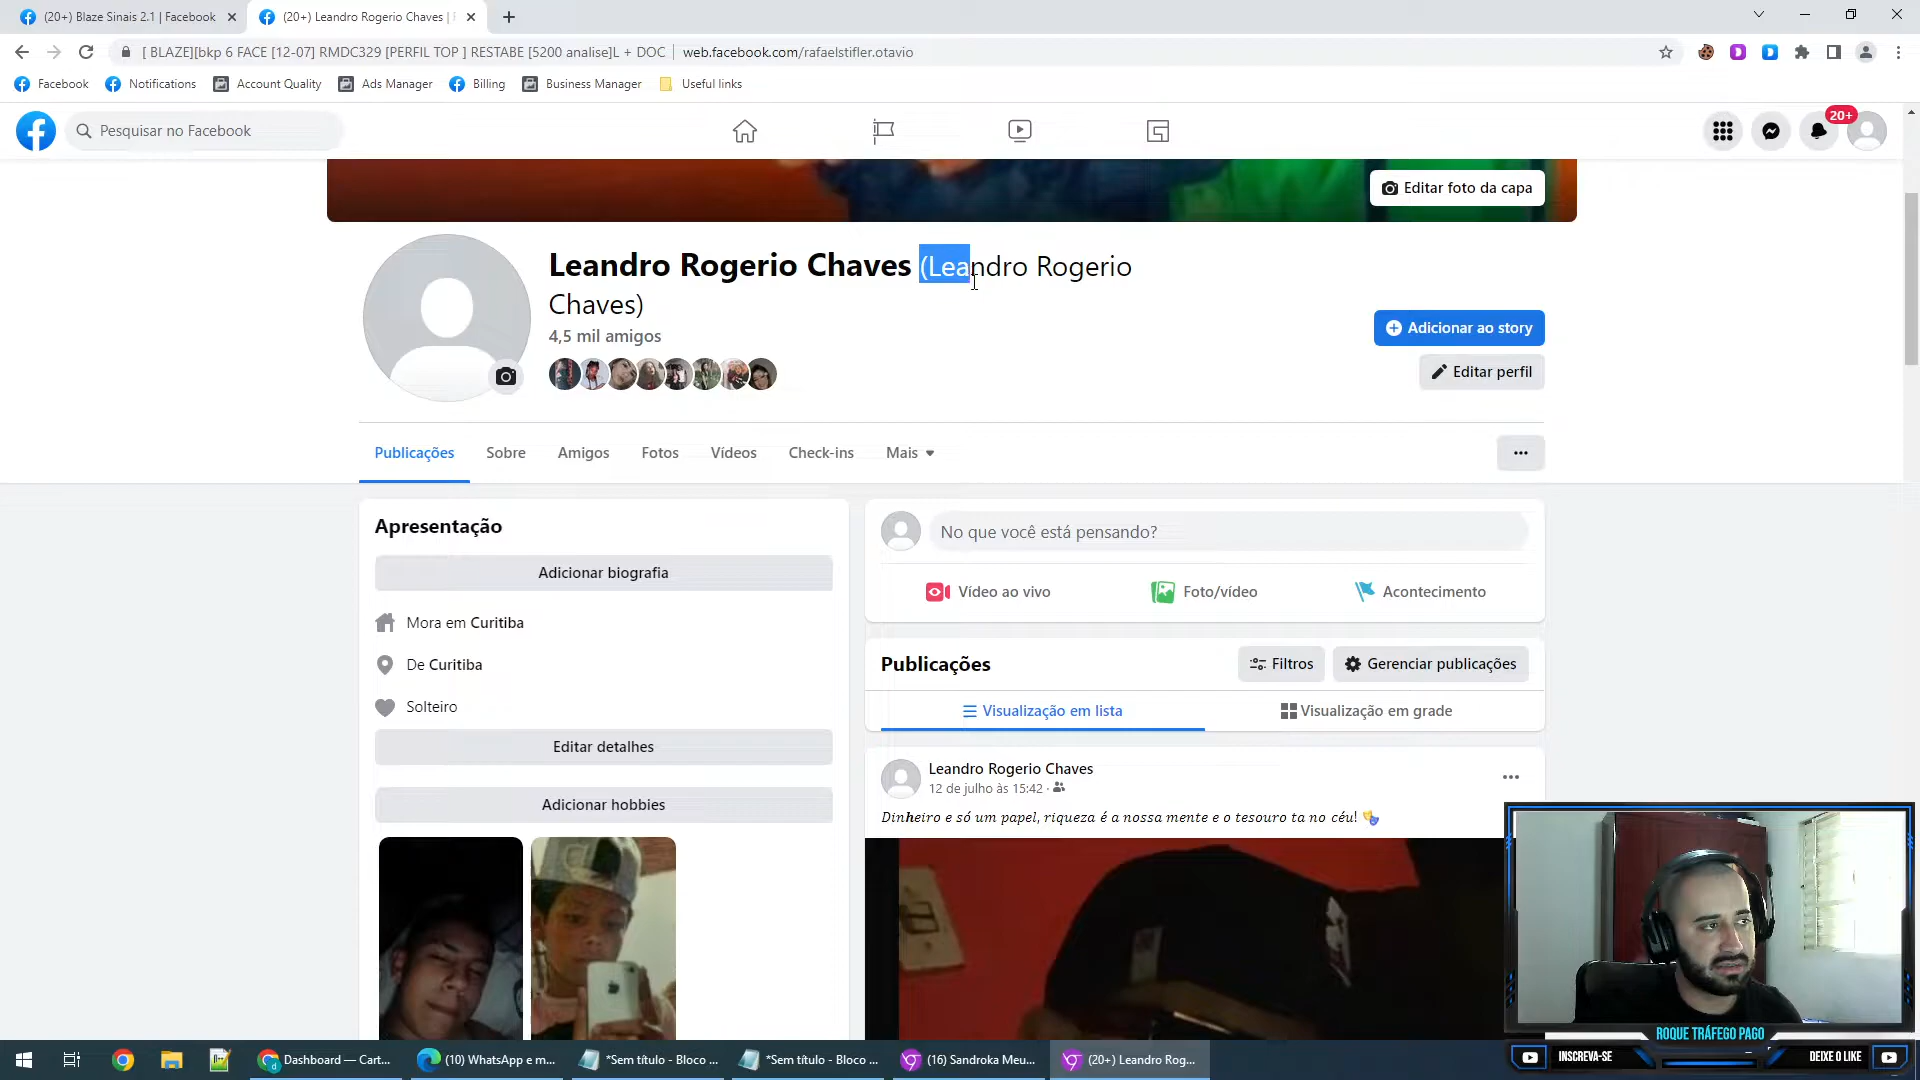 (20+) Blaze Sinais 2.1 | Facebook
(20+) Leandro Rogerio Chaves |
[ BLAZE][bkp 6 FACE [12-07] RMDC329 [PERFIL TOP ] RESTABE [5200 analise]L + DOC
web.facebook.com/rafaelstifler.otavio
Facebook
Notifications
Account Quality
Ads Manager
Billing
Business Manager
Useful links
Pesquisar no Facebook
20+
Editar foto da capa
Leandro Rogerio Chaves (Leandro Rogerio
Chaves)
4,5 mil amigos
Adicionar ao story
Editar perfil
Publicações
Sobre
Amigos
Fotos
Vídeos
Check-ins
Mais
Apresentação
Adicionar biografia
Mora em Curitiba
De Curitiba
Solteiro
Editar detalhes
Adicionar hobbies
No que você está pensando?
Vídeo ao vivo
Foto/vídeo
Acontecimento
Publicações
Filtros
Gerenciar publicações
Visualização em lista
Visualização em grade
Leandro Rogerio Chaves
12 de julho às 15:42 ·
Dinheiro e só um papel, riqueza é a nossa mente e o tesouro ta no céu!
ROQUE TRÁFEGO PAGO
INSCREVA-SE
DEIXE O LIKE
Dashboard — Cart...
(10) WhatsApp e m...
*Sem título - Bloco ...
*Sem título - Bloco ...
(16) Sandroka Meu...
(20+) Leandro Rog...